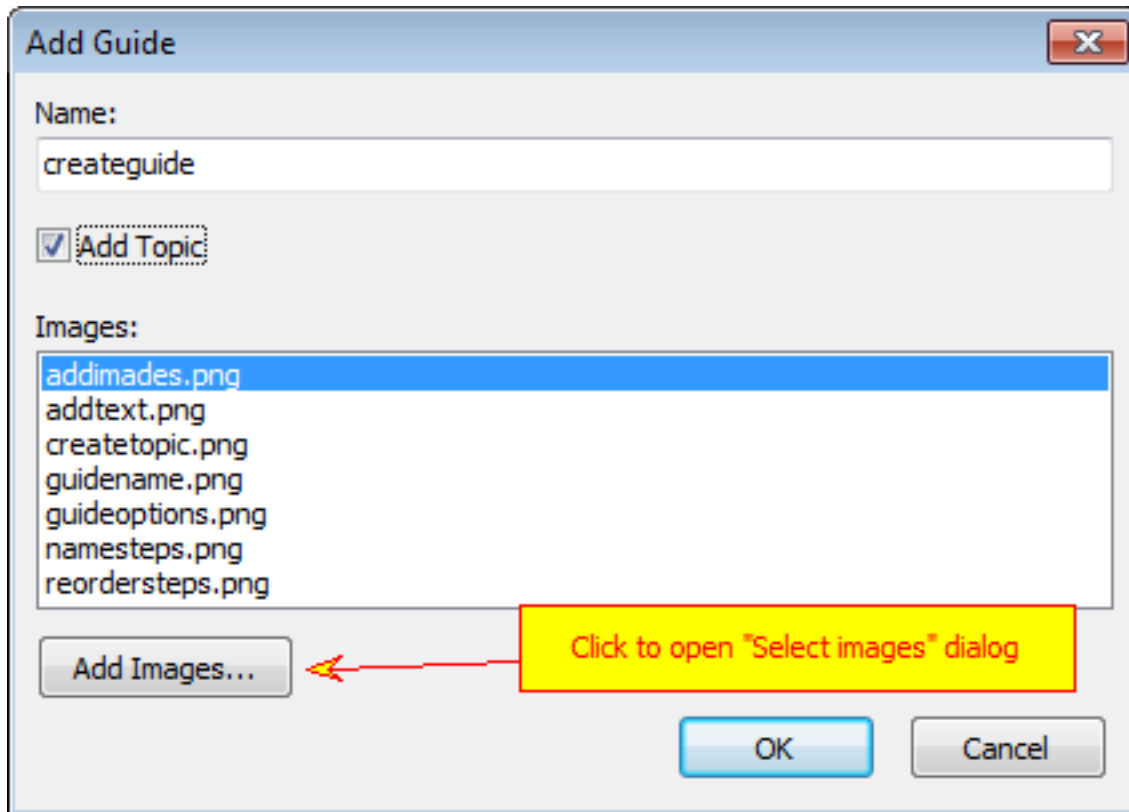 Add Guide
Name:
createguide
Add Topic
Images:
addimades.png
addtext.png
createtopic.png
guidename.png
guideoptions.png
namesteps.png
reordersteps.png
Click to open "Select images" dialog
Add Images...
OK
Cancel